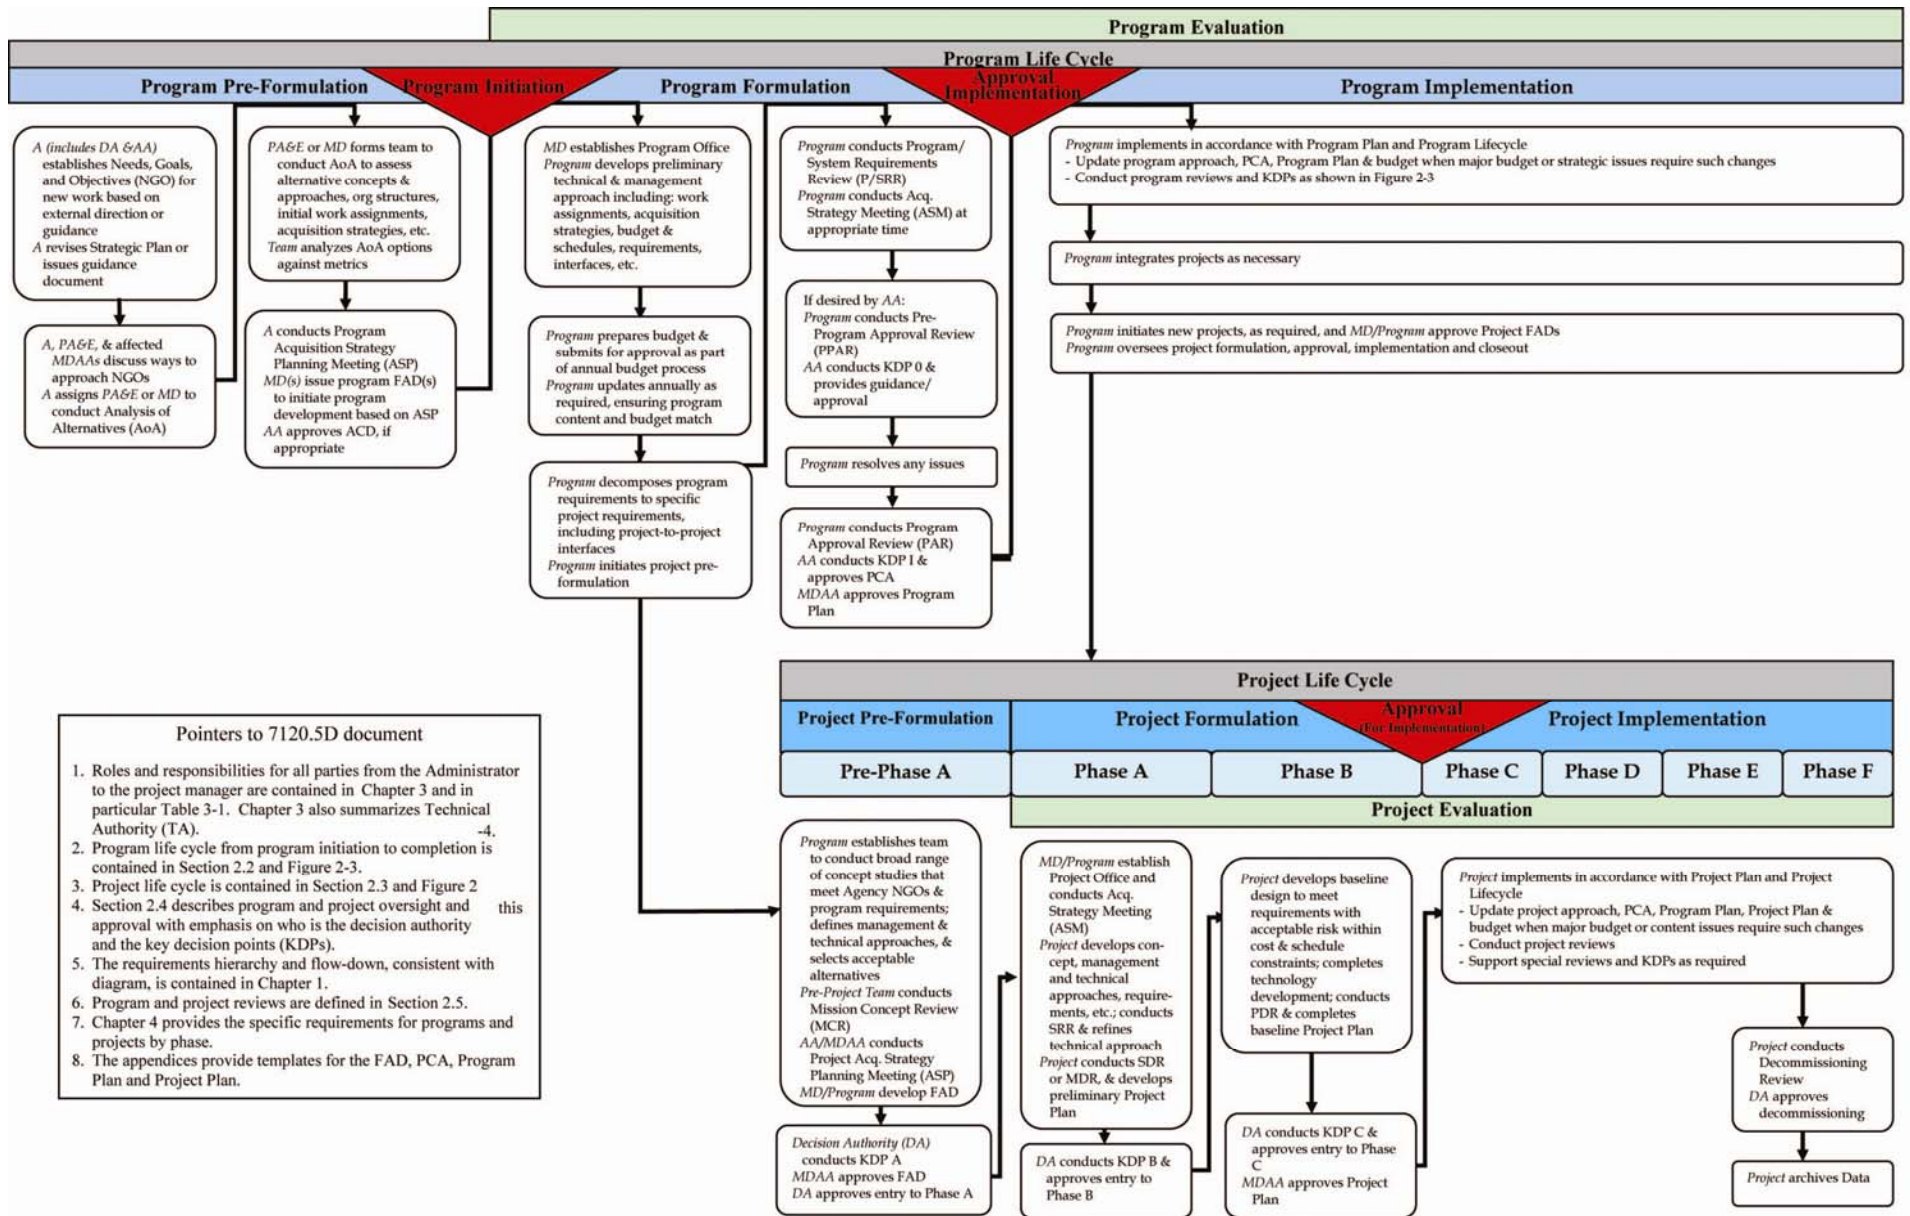 Program Evaluation
Program Life Cycle
Program Pre-Formulation
Program Initiation
Program Formulation
Approval
Implementation
Program Implementation
A (includes DA &AA)
establishes Needs, Goals,
and Objectives (NGO) for
new work based on
external direction or
guidance
A revises Strategic Plan or
issues guidance
document
A, PA&E, & affected
MDAAs discuss ways to
approach NGOs
A assigns PA&E or MD to
conduct Analysis of
Alternatives (AoA)
PA&E or MD forms team to
conduct AoA to assess
alternative concepts &
approaches, org structures,
initial work assignments,
acquisition strategies, etc.
Team analyzes AoA options
against metrics
A conducts Program
Acquisition Strategy
Planning Meeting (ASP)
MD(s) issue program FAD(s)
to initiate program
development based on ASP
AA approves ACD, if
appropriate
MD establishes Program Office
Program develops preliminary
technical & management
approach including: work
assignments, acquisition
strategies, budget &
schedules, requirements,
interfaces, etc.
Program prepares budget &
submits for approval as part
of annual budget process
Program updates annually as
required, ensuring program
content and budget match
Program decomposes program
requirements to specific
project requirements,
including project-to-project
interfaces
Program initiates project pre-
formulation
Program conducts Program/
System Requirements
Review (P/SRR)
Program conducts Acq.
Strategy Meeting (ASM) at
appropriate time
If desired by AA:
Program conducts Pre-
Program Approval Review
(PPAR)
AA conducts KDP 0 &
provides guidance/
approval
Program resolves any issues
Program conducts Program
Approval Review (PAR)
AA conducts KDP I &
approves PCA
MDAA approves Program
Plan
Program implements in accordance with Program Plan and Program Lifecycle
- Update program approach, PCA, Program Plan & budget when major budget or strategic issues require such changes
- Conduct program reviews and KDPs as shown in Figure 2-3
Program integrates projects as necessary
Program initiates new projects, as required, and MD/Program approve Project FADs
Program oversees project formulation, approval, implementation and closeout
Pointers to 7120.5D document
1. Roles and responsibilities for all parties from the Administrator
to the project manager are contained in Chapter 3 and in
particular Table 3-1. Chapter 3 also summarizes Technical
Authority (TA). -4.
2. Program life cycle from program initiation to completion is
contained in Section 2.2 and Figure 2-3.
3. Project life cycle is contained in Section 2.3 and Figure 2
4. Section 2.4 describes program and project oversight and this
approval with emphasis on who is the decision authority
and the key decision points (KDPs).
5. The requirements hierarchy and flow-down, consistent with
diagram, is contained in Chapter 1.
6. Program and project reviews are defined in Section 2.5.
7. Chapter 4 provides the specific requirements for programs and
projects by phase.
8. The appendices provide templates for the FAD, PCA, Program
Plan and Project Plan.
Project Life Cycle
Project Pre-Formulation
Project Formulation
Approval
(For Implementation)
Project Implementation
Pre-Phase A
Phase A
Phase B
Phase C
Phase D
Phase E
Phase F
Project Evaluation
Program establishes team
to conduct broad range
of concept studies that
meet Agency NGOs &
program requirements;
defines management &
technical approaches, &
selects acceptable
alternatives
Pre-Project Team conducts
Mission Concept Review
(MCR)
AA/MDAA conducts
Project Acq. Strategy
Planning Meeting (ASP)
MD/Program develop FAD
Decision Authority (DA)
conducts KDP A
MDAA approves FAD
DA approves entry to Phase A
MD/Program establish
Project Office and
conducts Acq.
Strategy Meeting
(ASM)
Project develops con-
cept, management
and technical
approaches, require-
ments, etc.; conducts
SRR & refines
technical approach
Project conducts SDR
or MDR, & develops
preliminary Project
Plan
DA conducts KDP B &
approves entry to
Phase B
Project develops baseline
design to meet
requirements with
acceptable risk within
cost & schedule
constraints; completes
technology
development; conducts
PDR & completes
baseline Project Plan
DA conducts KDP C &
approves entry to Phase
C
MDAA approves Project
Plan
Project implements in accordance with Project Plan and Project
Lifecycle
- Update project approach, PCA, Program Plan, Project Plan &
budget when major budget or content issues require such changes
- Conduct project reviews
- Support special reviews and KDPs as required
Project conducts
Decommissioning
Review
DA approves
decommissioning
Project archives Data